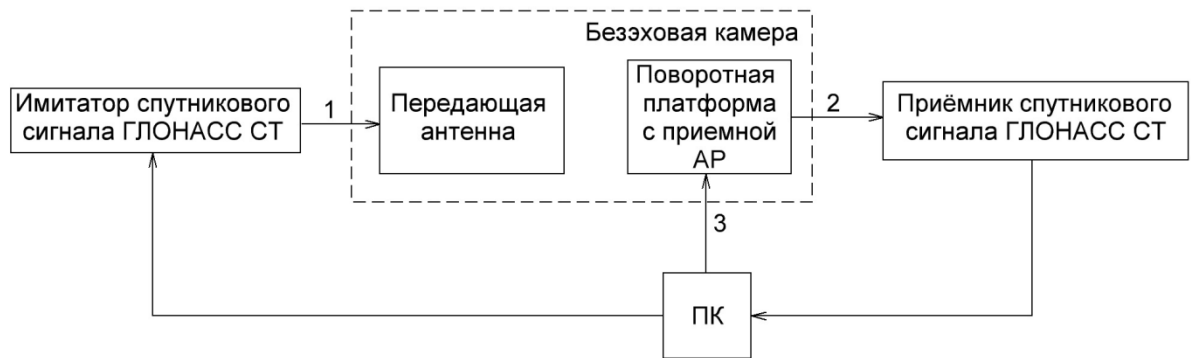 Безэховая камера
Имитатор спутникового
сигнала ГЛОНАСС СТ
1
Передающая
антенна
Поворотная
платформа
с приемной
АР
2
Приёмник спутникового
сигнала ГЛОНАСС СТ
3
ПК